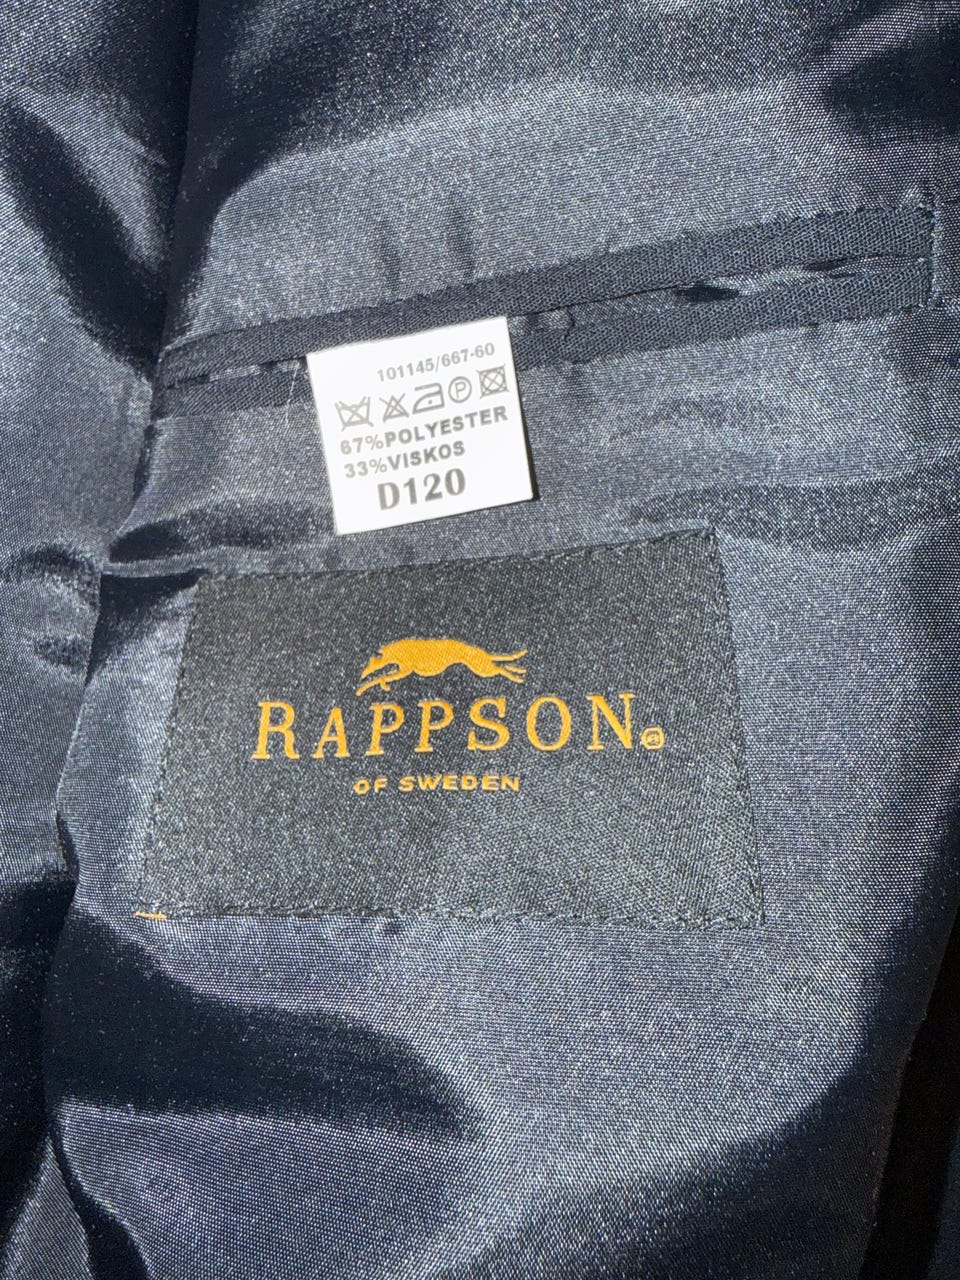 101145/667-60
P
67%POLYESTER
33%VISKOS
D120
RAPPSON®
OF SWEDEN